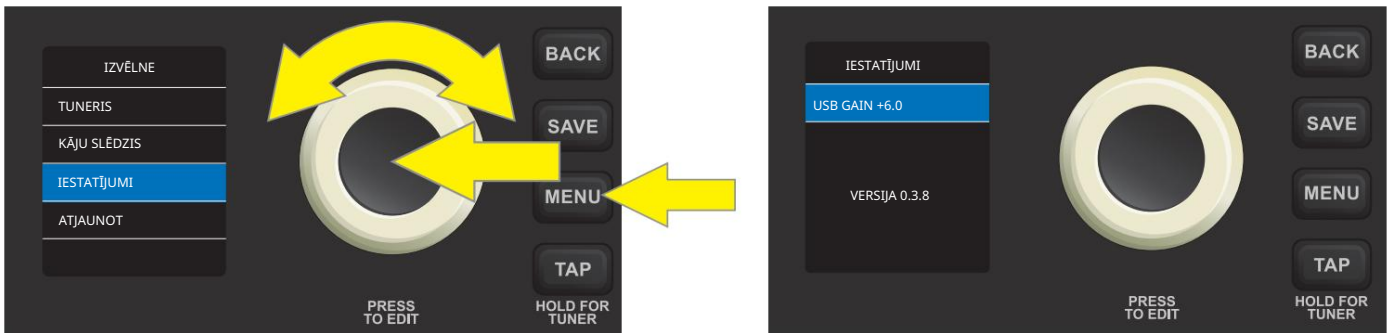 IZVĒLNE
TUNERIS
KĀJU SLĒDZIS
IESTATĪJUMI
ATJAUNOT
BACK
SAVE
MENU
TAP
PRESS
TO EDIT
HOLD FOR
TUNER
IESTATĪJUMI
USB GAIN +6.0
VERSIJA 0.3.8
BACK
SAVE
MENU
TAP
PRESS
TO EDIT
HOLD FOR
TUNER